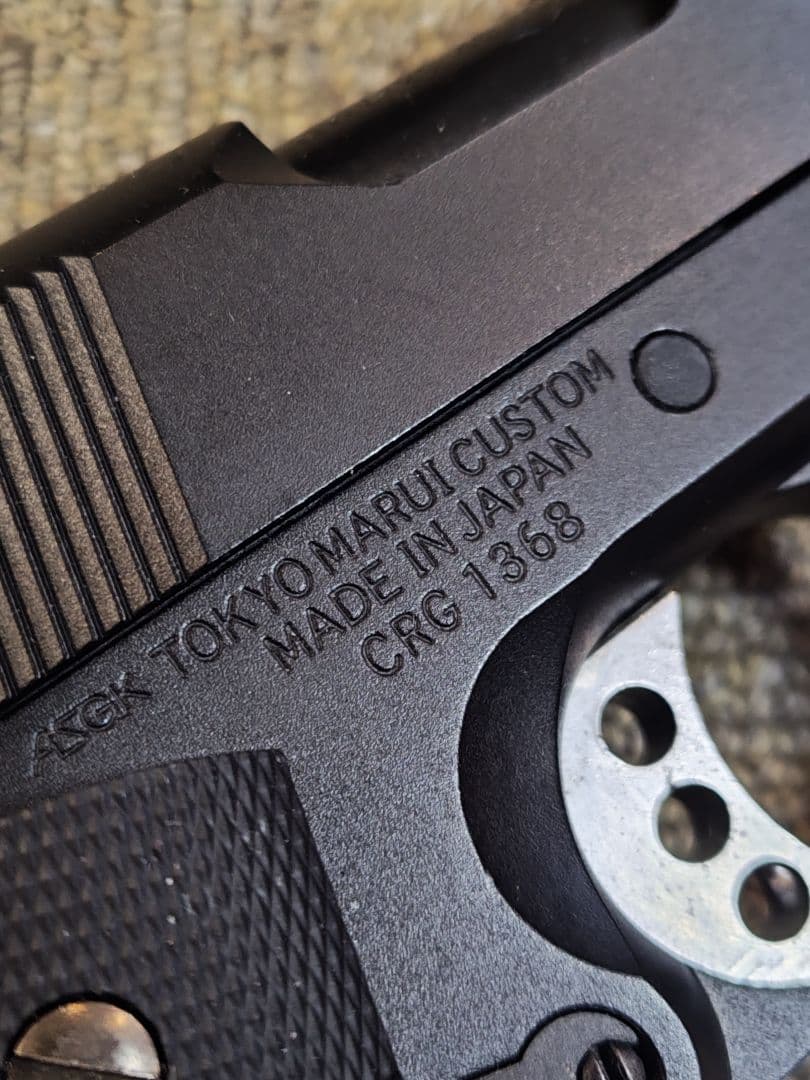 ASGK TOKYO MARUI CUSTOM
MADE IN JAPAN
CRG 1368